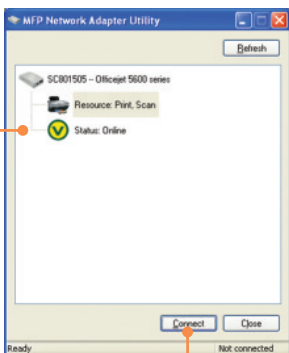 MFP Network Adapter Utility
Refresh
SC801505 -- Officejet 5600 series
Resource: Print, Scan
Status: Online
Connect
Close
Ready
Not connected